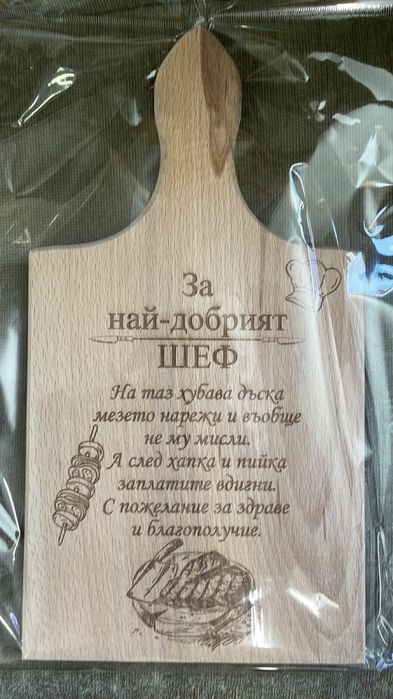 За
най-добрият
ШЕФ
На таз хубава дъска
мезето нарежи и въобще
не му мисли.
А след хапка и пийка
заплатите вдигни.
С пожелание за здраве
и благополучие.